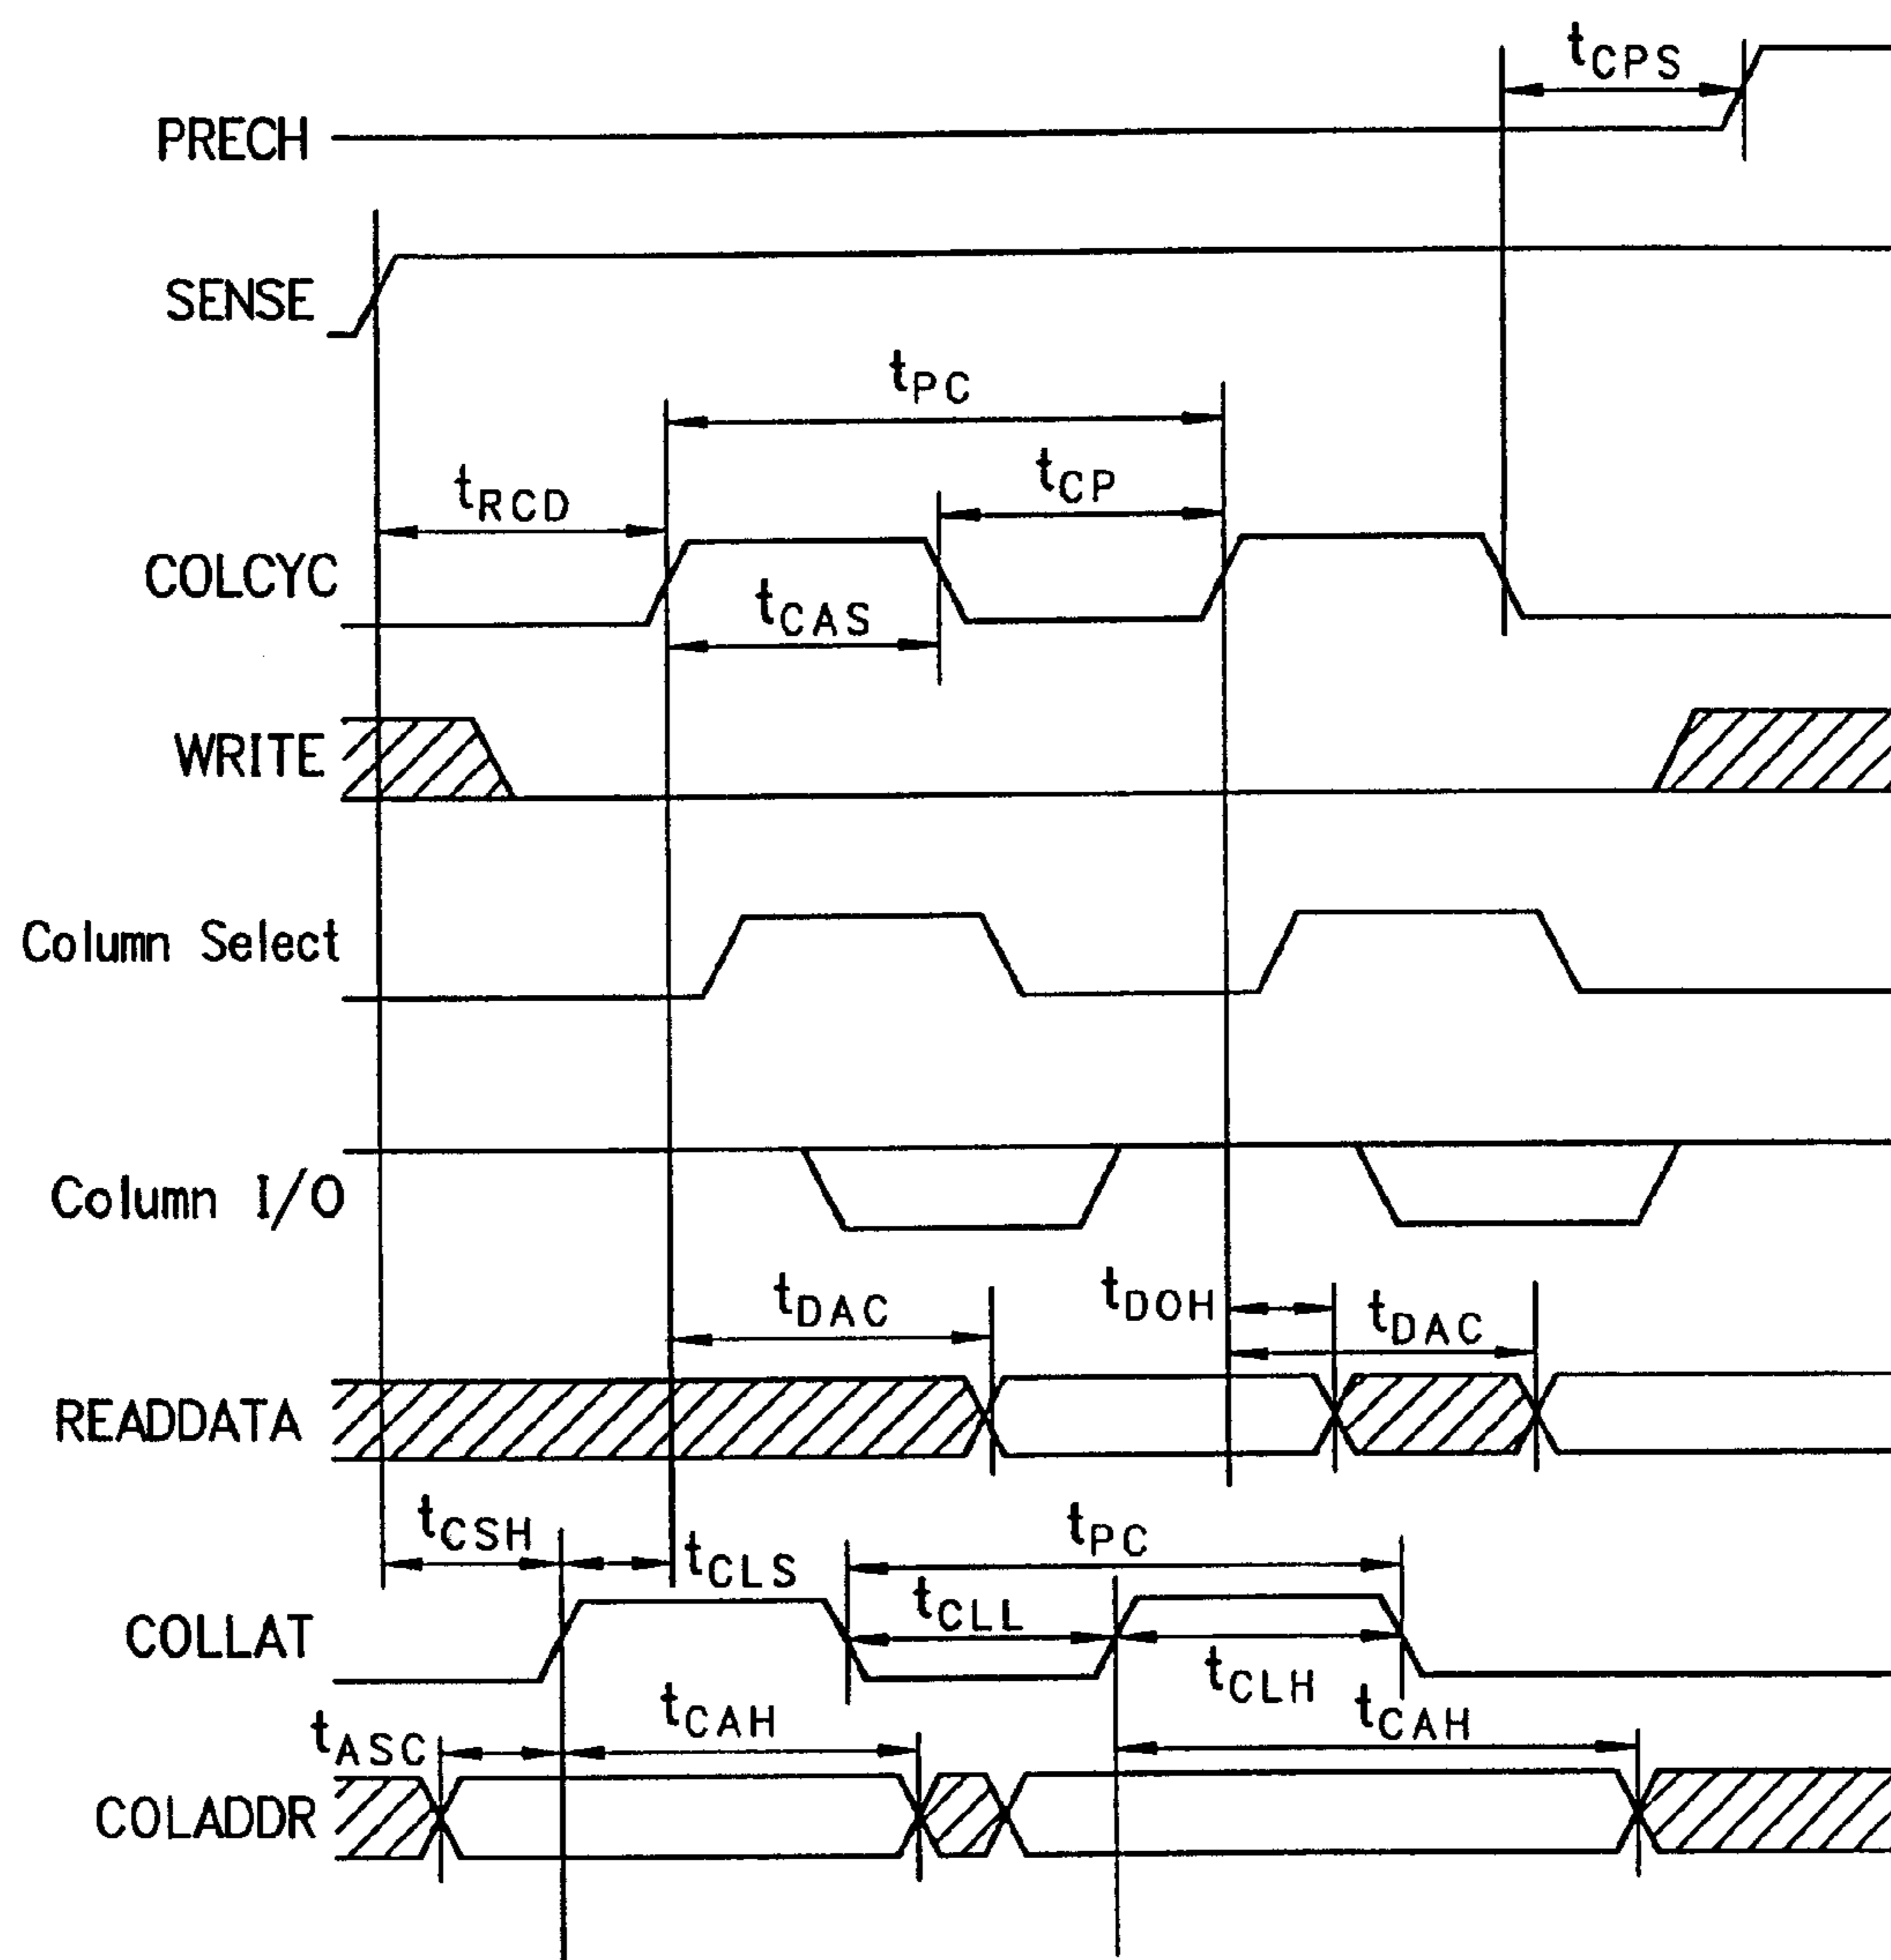 tCPS
PRECH
SENSE
tPC
tRCD
tCP
COLCYC
tCAS
WRITE
Column Select
Column I/O
tDAC
tDOH
tDAC
READDATA
tCSH
tCLS
tPC
tCLL
COLLAT
tCLH
tASC
tCAH
tCAH
COLADDR